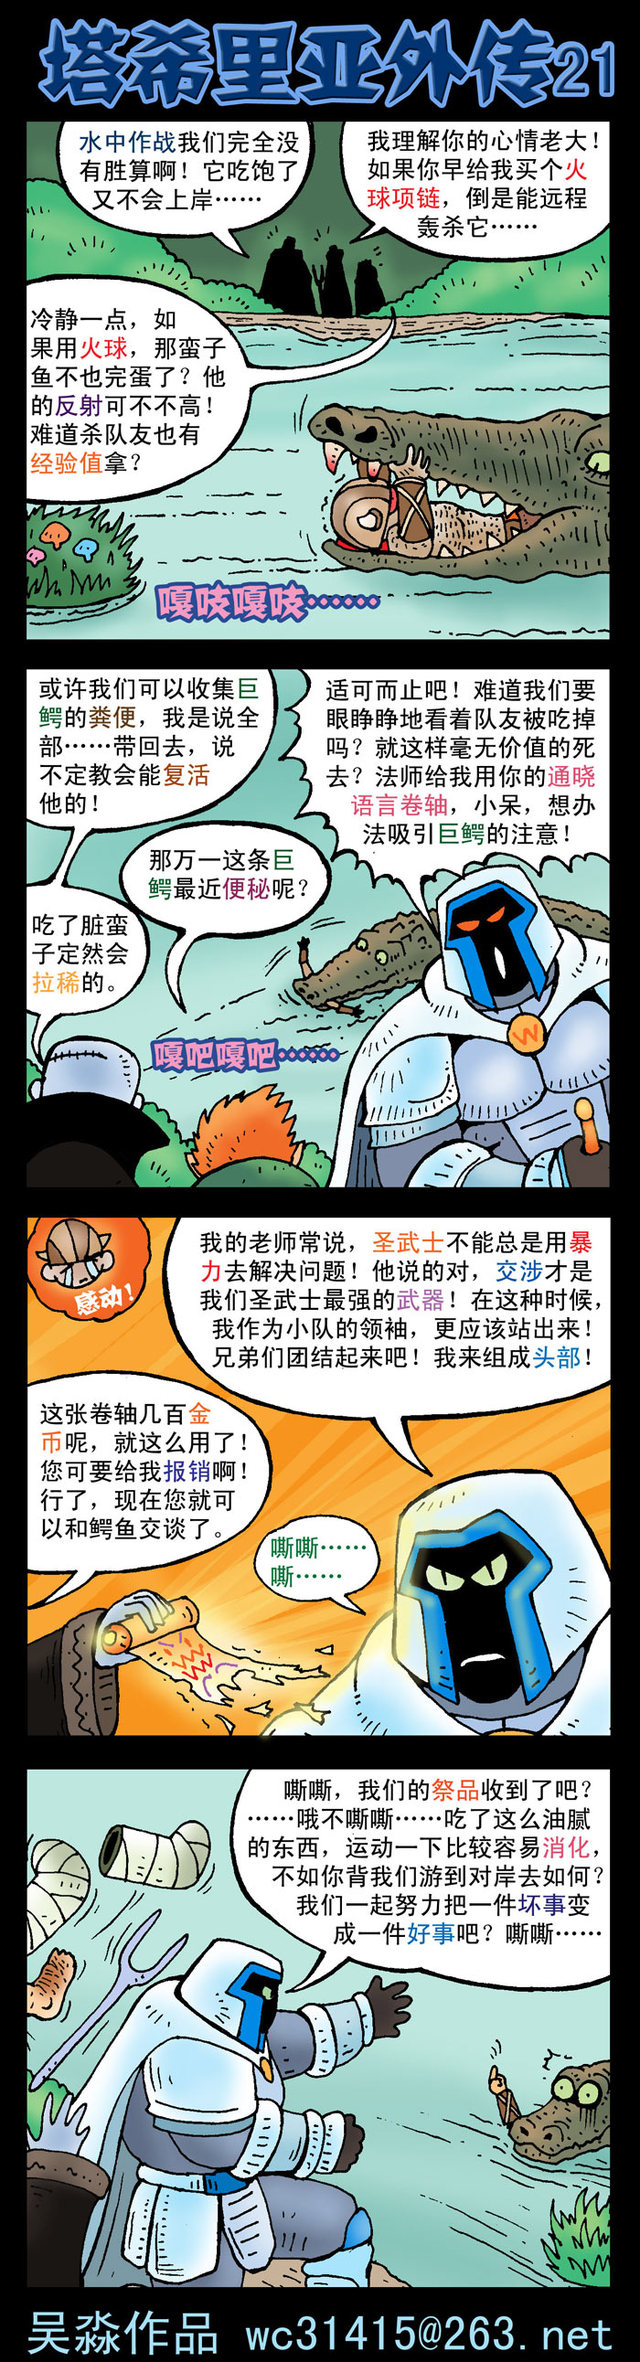 塔希里亚外传21
水中作战我们完全没
有胜算啊！它吃饱了
又不会上岸……
我理解你的心情老大！
如果你早给我买个火
球项链，倒是能远程
轰杀它……
冷静一点，如
果用火球，那蛮子
鱼不也完蛋了？他
的反射可不不高！
难道杀队友也有
经验值拿？
嘎吱嘎吱……
或许我们可以收集巨
鳄的粪便，我是说全
部……带回去，说
不定教会能复活
他的！
适可而止吧！难道我们要
眼睁睁地看着队友被吃掉
吗？就这样毫无价值的死
去？法师给我用你的通晓
语言卷轴，小呆，想办
法吸引巨鳄的注意！
那万一这条巨
鳄最近便秘呢？
吃了脏蛮
子定然会
拉稀的。
W
嘎吧嘎吧……
感动！
我的老师常说，圣武士不能总是用暴
力去解决问题！他说的对，交涉才是
我们圣武士最强的武器！在这种时候，
我作为小队的领袖，更应该站出来！
兄弟们团结起来吧！我来组成头部！
这张卷轴几百金
币呢，就这么用了！
您可要给我报销啊！
行了，现在您就可
以和鳄鱼交谈了。
嘶嘶……
嘶……
嘶嘶，我们的祭品收到了吧？
……哦不嘶嘶……吃了这么油腻
的东西，运动一下比较容易消化，
不如你背我们游到对岸去如何？
我们一起努力把一件坏事变
成一件好事吧？嘶嘶……
吴淼作品 wc31415@263.net